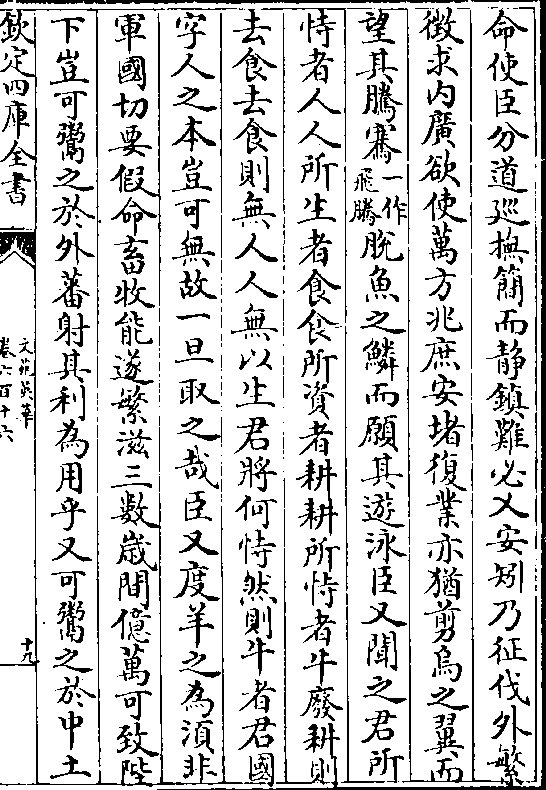 命使臣分道廵撫簡而静鎮難必乂安矧乃征伐外繁
徴求内廣欲使萬方兆庶安堵復業亦猶剪鳥之翼而
望其騰騫一作飛騰脱魚之鱗而願其遊泳臣又聞之君所
恃者人人所生者食食所資者耕耕所恃者牛廢耕則
去食去食則無人人無以生君將何恃然則牛者君國
字人之本豈可無故一旦取之哉臣又度羊之為湏非
軍國切要假命畜牧能遂繁滋三數嵗間億萬可致陛
下豈可鬻之於外蕃射其利為用乎又可鬻之於中土
欽定四庫全書
文苑英華
卷六百十六
十九